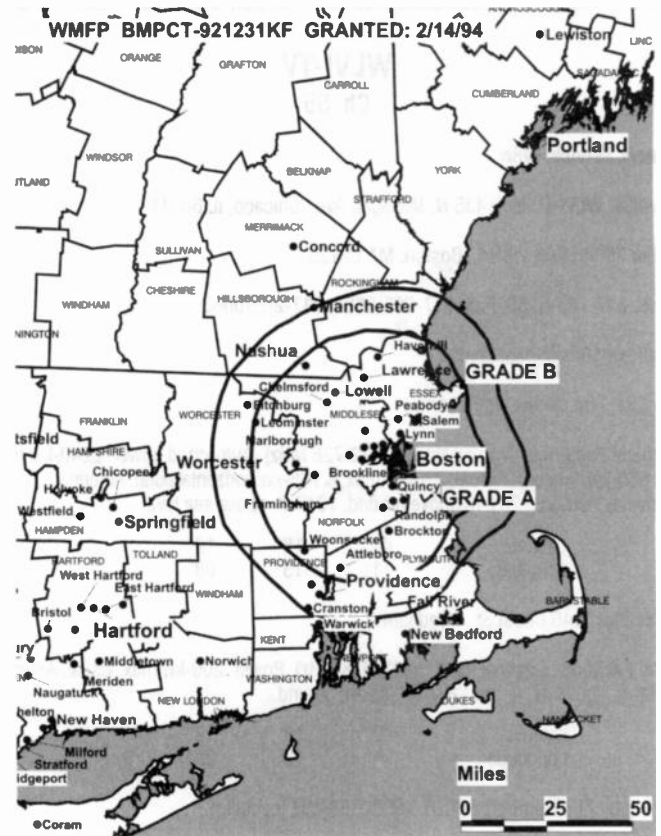 WMFP BMPCT-921231KF GRANTED: 2/14/94
Lewiston
LINC
ORANGE
GRAFTON
CARROLL
CUMBERLAND
WINDSOR
Portland
BELKNAP
YORK
STRAFFORD
MERRIMACK
SULLIVAN
Concord
ROCKINGHAM
CHESHIRE
HILLSBOROUGH
WINDHAM
Manchester
Nashua
Haverhill
Lawrence
GRADE B
Chelmsford
Lowell
ESSEX
WORCESTER
Fitchburg
MIDDLESEX
Peabody
Salem
FRANKLIN
Leominster
Lynn
Marlborough
HAMPSHIRE
Worcester
Boston
Chicopee
Brookline
Holyoke
Quincy
GRADE A
Westfield
Framingham
Randolph
Springfield
NORFOLK
HAMPDEN
Brockton
Woonsocket
HARTFORD
TOLLAND
PROVIDENCE
Attleboro
PLYMOUTH
West Hartford
East Hartford
WINDHAM
Providence
Bristol
Cranston
Fall River
BARNSTABLE
Hartford
Warwick
KENT
New Bedford
Middletown
Norwich
NEWPORT
Meriden
WASHINGTON
Naugatuck
NEW LONDON
DUKES
NANTUCKET
New Haven
Milford
Stratford
Miles
Coram
0 25 50